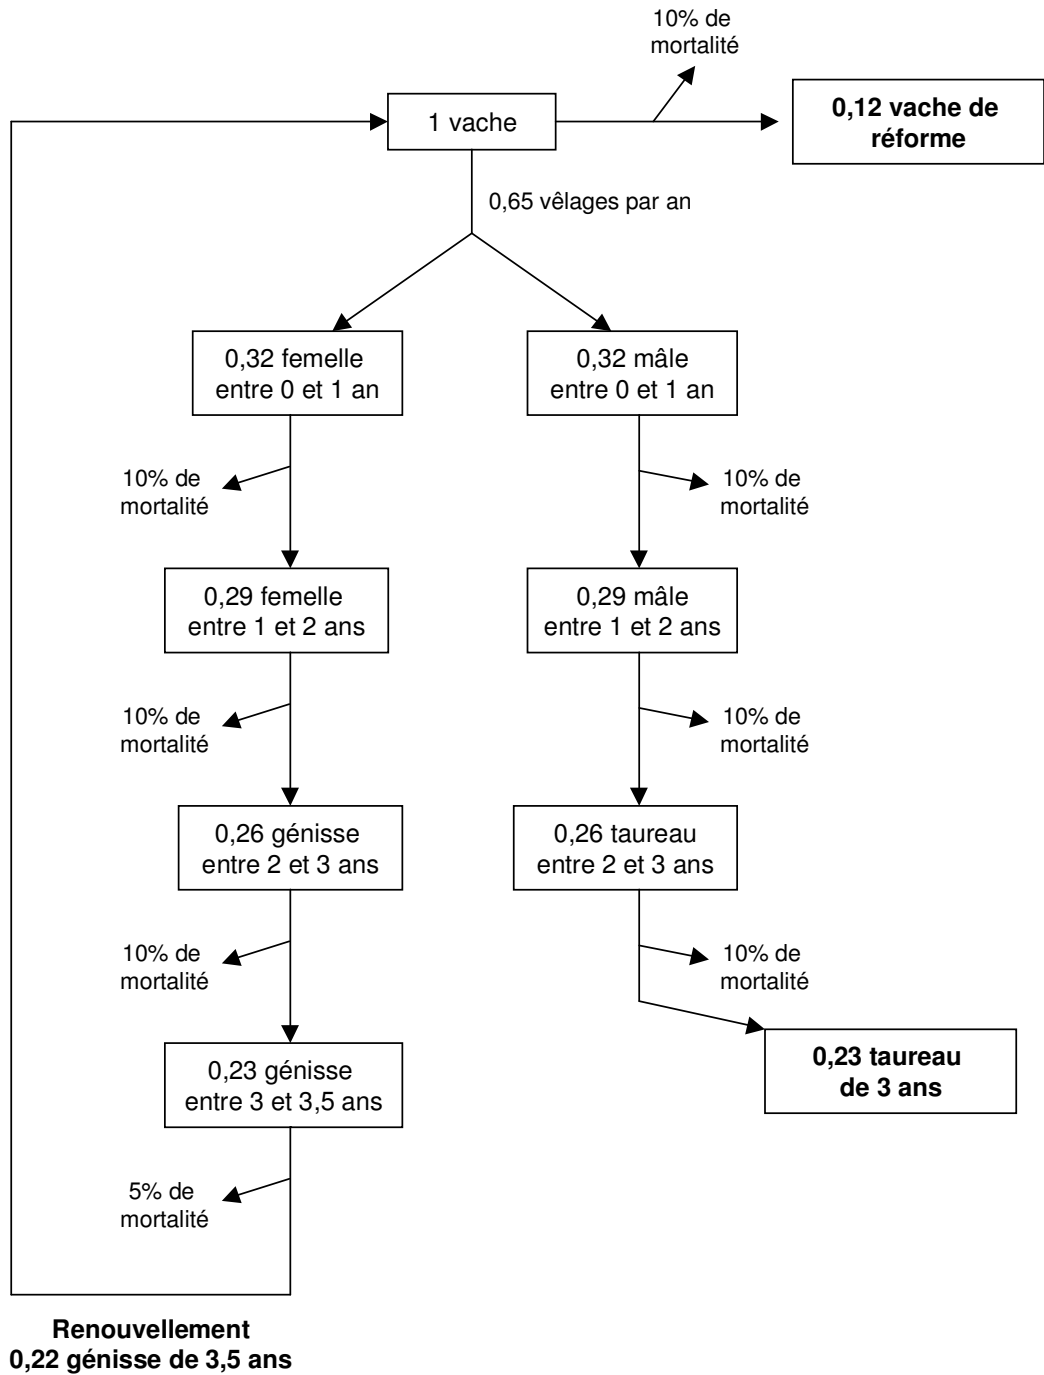 10% de
mortalité
1 vache
0,12 vache de
réforme
0,65 vêlages par an
0,32 femelle
entre 0 et 1 an
0,32 mâle
entre 0 et 1 an
10% de
mortalité
10% de
mortalité
0,29 femelle
entre 1 et 2 ans
0,29 mâle
entre 1 et 2 ans
10% de
mortalité
10% de
mortalité
0,26 génisse
entre 2 et 3 ans
0,26 taureau
entre 2 et 3 ans
10% de
mortalité
10% de
mortalité
0,23 génisse
entre 3 et 3,5 ans
0,23 taureau
de 3 ans
5% de
mortalité
Renouvellement
0,22 génisse de 3,5 ans